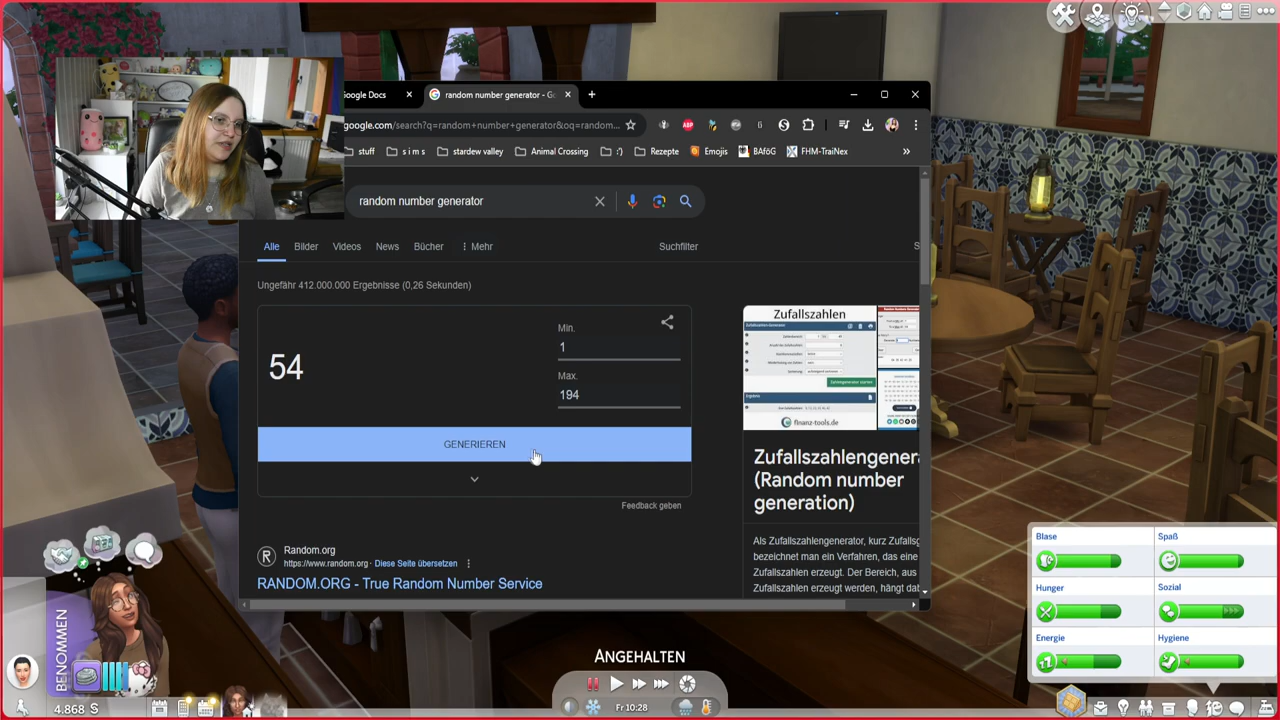 Google Docs
random number generator - Go
google.com/search?q=random+number+generator&oq=random...
stuff
s i m s
stardew valley
Animal Crossing
:')
Rezepte
Emojis
BAföG
FHM-TraiNex
random number generator
Alle
Bilder
Videos
News
Bücher
Mehr
Suchfilter
S
Ungefähr 412.000.000 Ergebnisse (0,26 Sekunden)
54
Min.
1
Max.
194
GENERIEREN
Feedback geben
Zufallszahlen
finanz-tools.de
Zufallszahlengenera
(Random number
generation)
Als Zufallszahlengenerator, kurz Zufallsg
bezeichnet man ein Verfahren, das eine
Zufallszahlen erzeugt. Der Bereich, aus
Zufallszahlen erzeugt werden, hängt dab
Random.org
https://www.random.org · Diese Seite übersetzen
RANDOM.ORG - True Random Number Service
Blase
Spaß
Hunger
Sozial
Energie
Hygiene
BENOMMEN
ANGEHALTEN
Fr 10:28
4.868 $